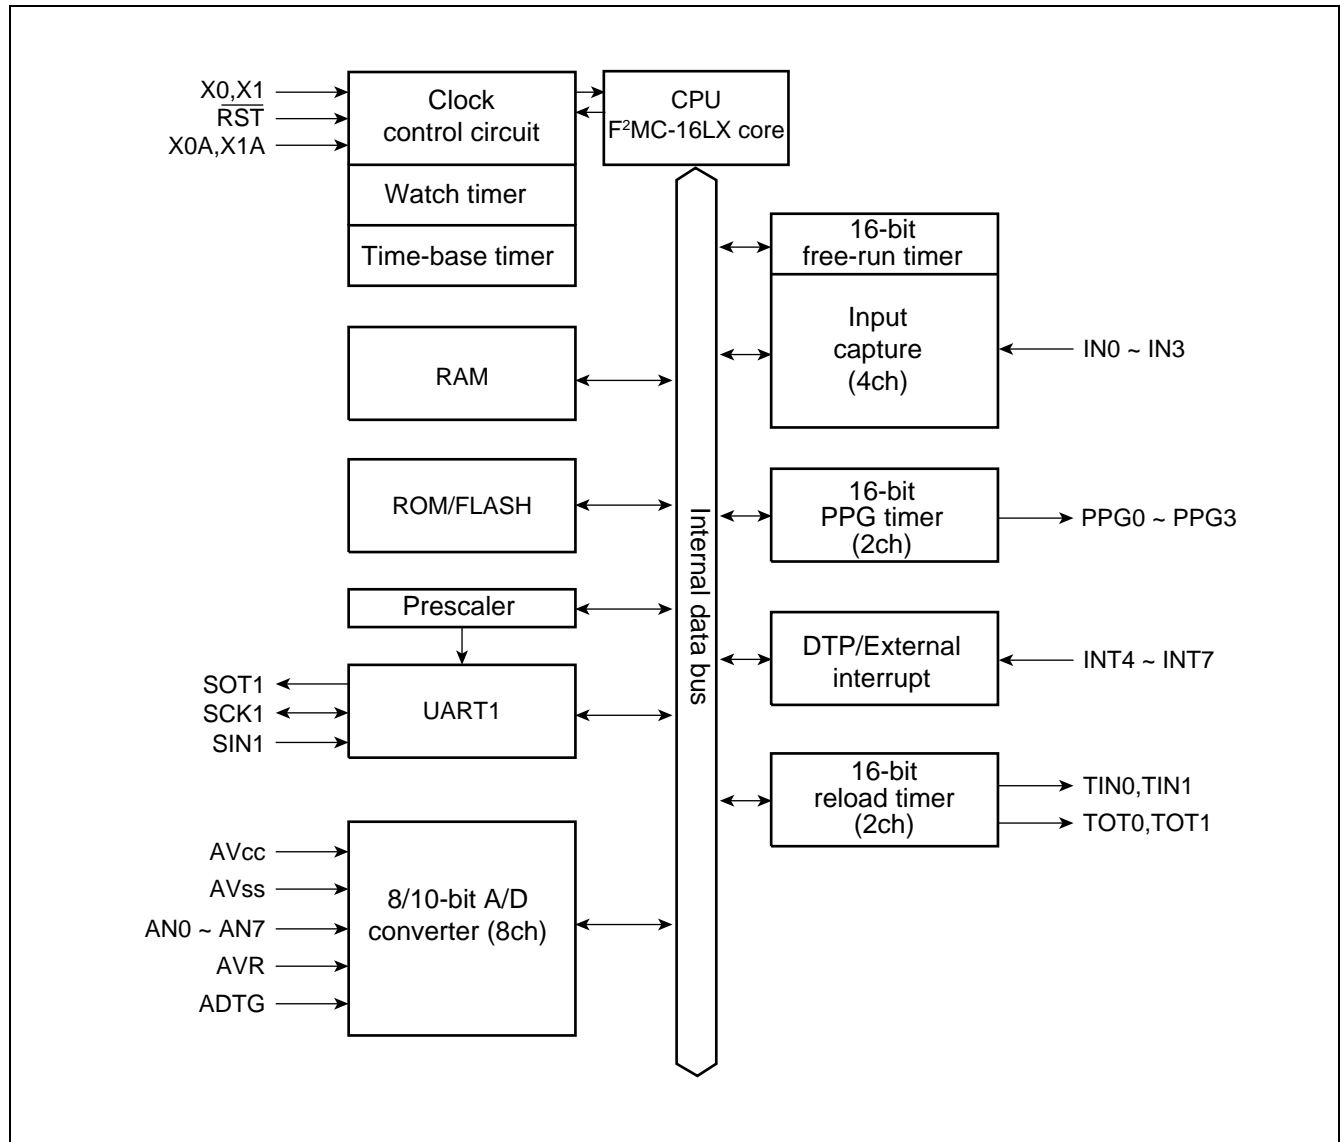 X0,X1
RST
X0A,X1A
Clock
control circuit
Watch timer
Time-base timer
CPU
F²MC-16LX core
RAM
ROM/FLASH
Prescaler
UART1
SOT1
SCK1
SIN1
AVcc
AVss
AN0 ~ AN7
AVR
ADTG
8/10-bit A/D
converter (8ch)
Internal data bus
16-bit
free-run timer
Input
capture
(4ch)
IN0 ~ IN3
16-bit
PPG timer
(2ch)
PPG0 ~ PPG3
DTP/External
interrupt
INT4 ~ INT7
16-bit
reload timer
(2ch)
TIN0,TIN1
TOT0,TOT1